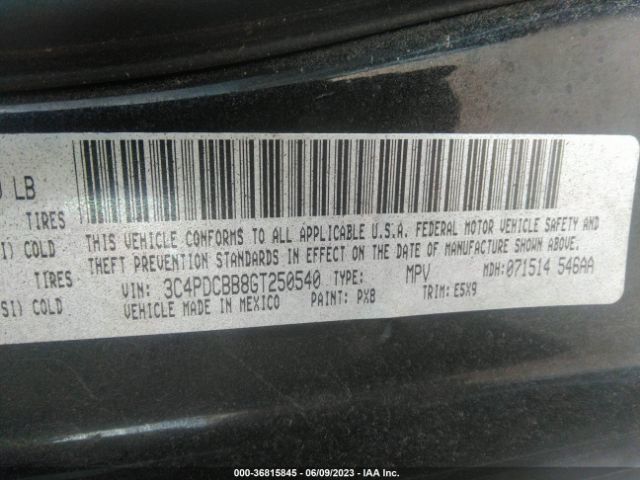 ) LB
TIRES
SI) COLD
TIRES
SI) COLD
THIS VEHICLE CONFORMS TO ALL APPLICABLE U.S.A. FEDERAL MOTOR VEHICLE SAFETY AND
THEFT PREVENTION STANDARDS IN EFFECT ON THE DATE OF MANUFACTURE SHOWN ABOVE.
VIN: 3C4PDCBB8GT250540 TYPE: MPV MDH:071514 546AA
VEHICLE MADE IN MEXICO PAINT: PX8 TRIM: E5X9
000-36815845 / 06/09/2023 / IAA Inc.